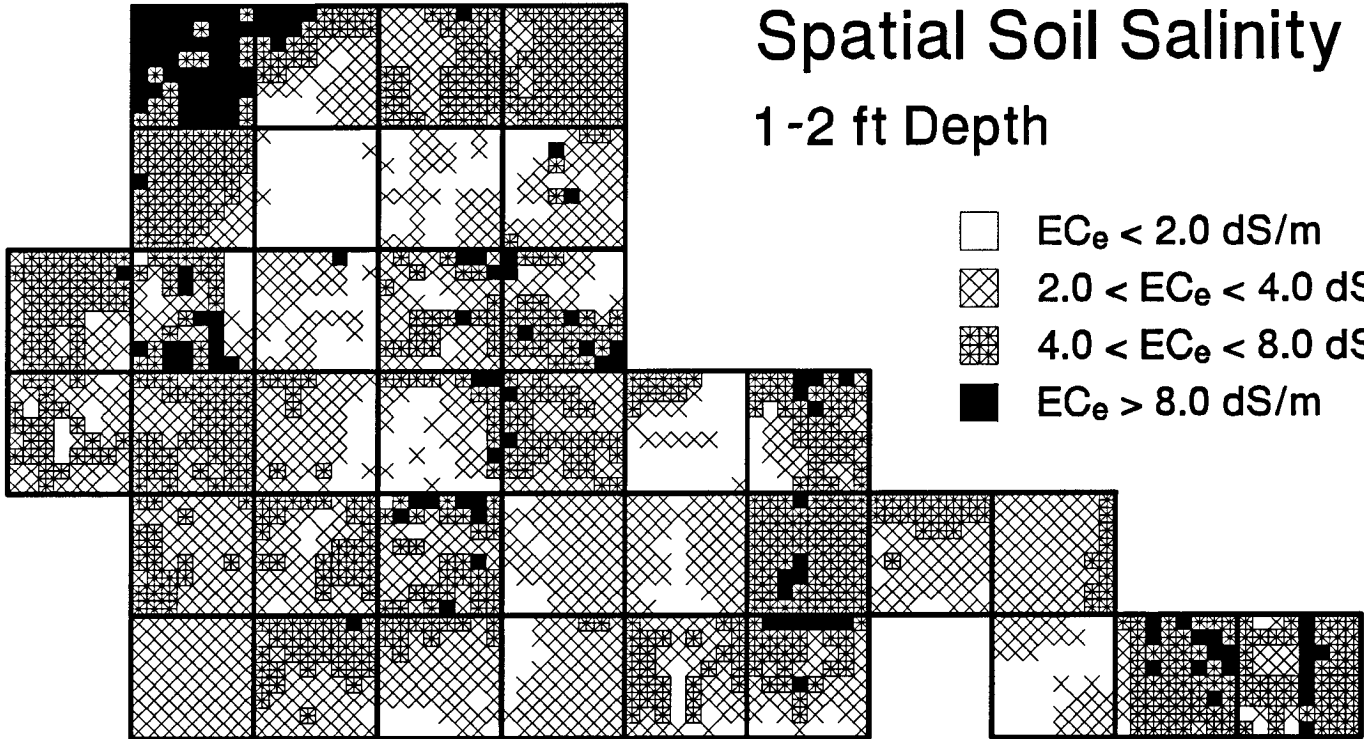 Spatial Soil Salinity
1-2 ft Depth
ECe < 2.0 dS/m
2.0 < ECe < 4.0 dS
4.0 < ECe < 8.0 dS
ECe > 8.0 dS/m